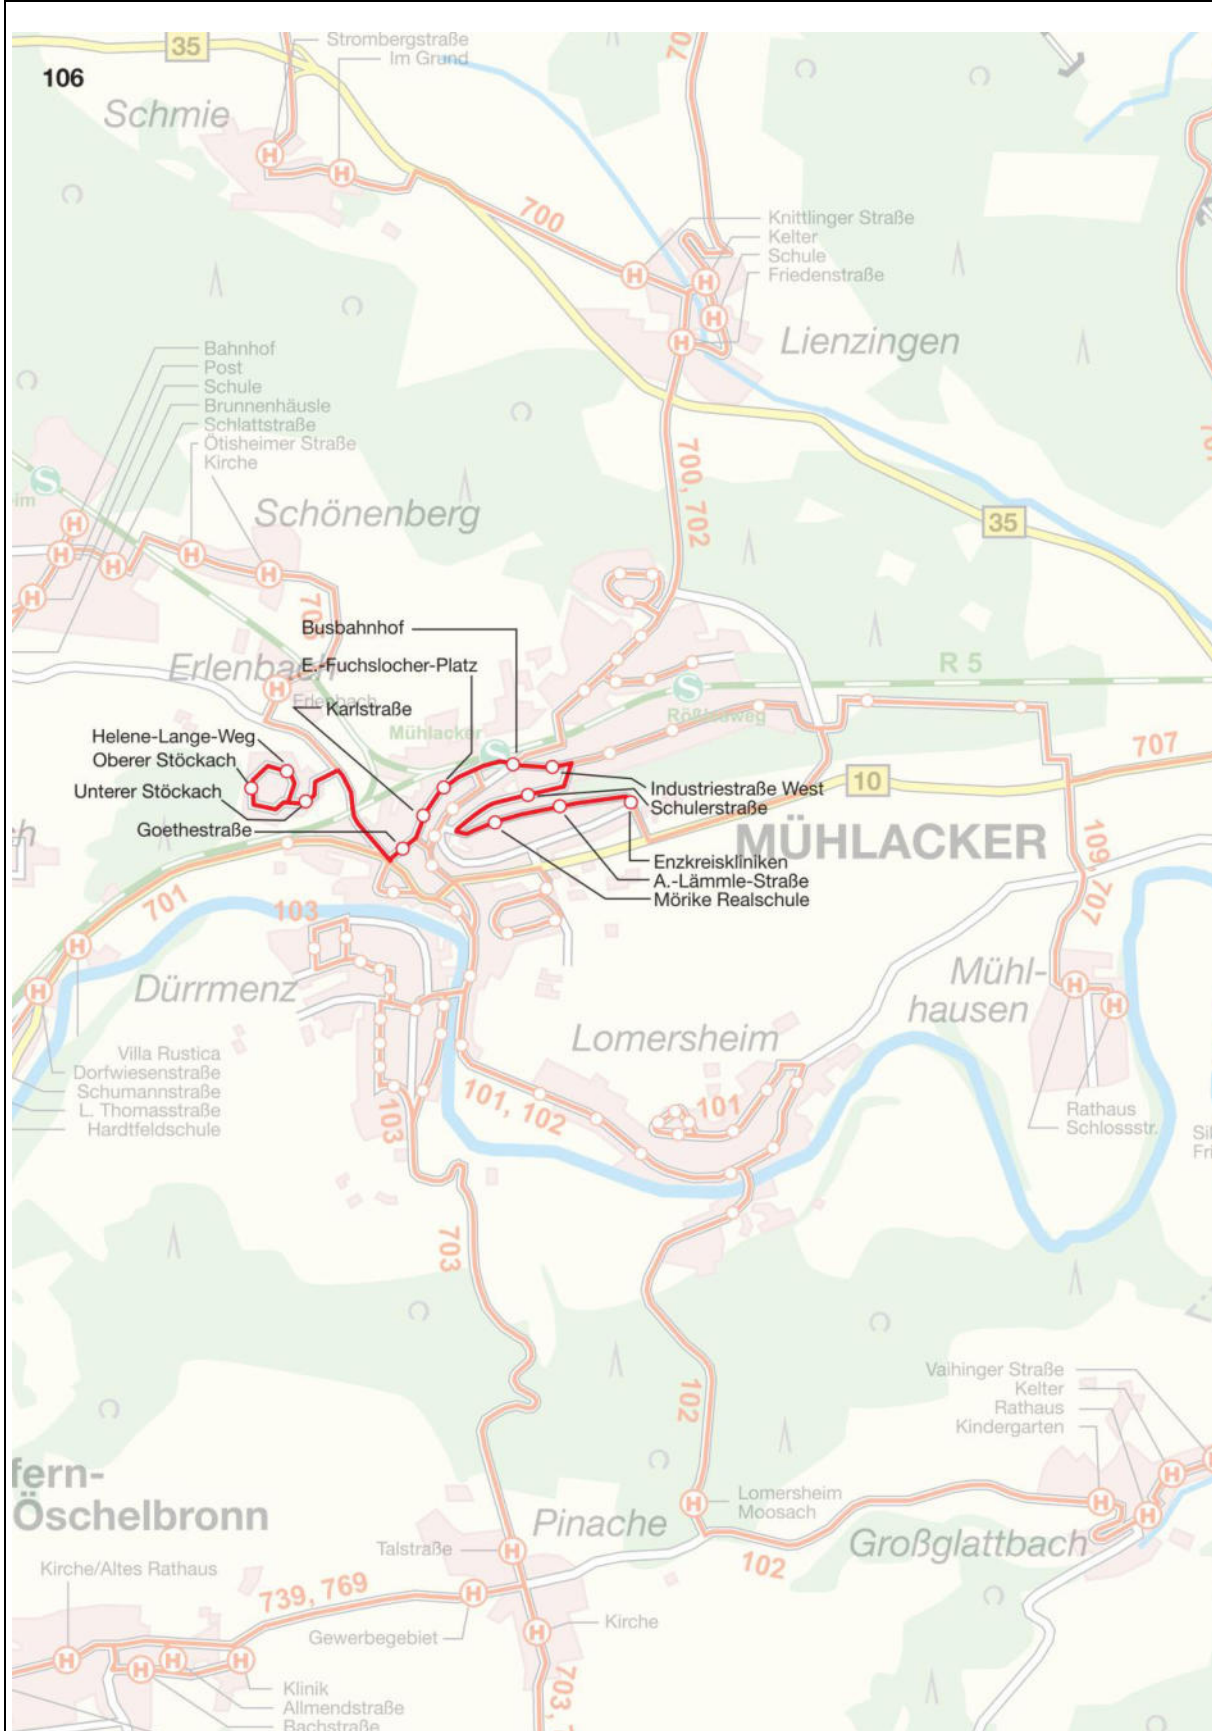 106
35
Strombergstraße
Im Grund
Schmie
700
Knittlinger Straße
Kelter
Schule
Friedenstraße
Lienzingen
Bahnhof
Post
Schule
Brunnenhäusle
Schlattstraße
Ötisheimer Straße
Kirche
S
Schönenberg
700, 702
35
Busbahnhof
Erlenbach
E.-Fuchslocher-Platz
Erlenbach
Karlstraße
R 5
S
Mühlacker
S
Helene-Lange-Weg
Oberer Stöckach
Unterer Stöckach
Goethestraße
707
10
Industriestraße West
Schulerstraße
MÜHLACKER
Enzkreiskliniken
A.-Lämmle-Straße
Mörike Realschule
701
103
109, 707
Dürrmenz
Mühl-
hausen
Lomersheim
Villa Rustica
Dorfwiesenstraße
Schumannstraße
L. Thomasstraße
Hardtfeldschule
103
101, 102
101
Rathaus
Schlossstr.
703
102
Vaihinger Straße
Kelter
Rathaus
Kindergarten
fern-
Öschelbronn
Lomersheim
Moosach
Pinache
Großglattbach
102
Talstraße
Kirche/Altes Rathaus
739, 769
Kirche
Gewerbegebiet
703,
Klinik
Allmendstraße
Bachstraße